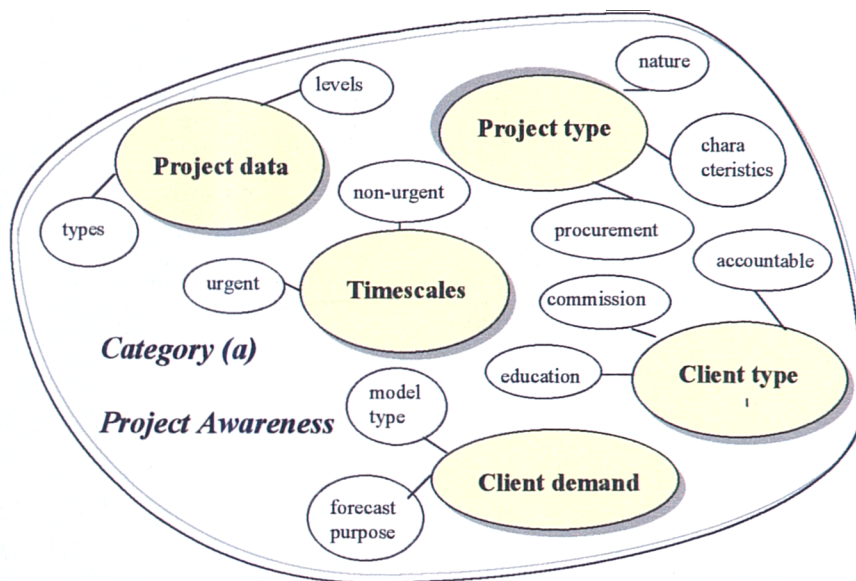 nature
levels
Project type
chara
cteristics
Project data
non-urgent
types
procurement
accountable
urgent
Timescales
commission
Category (a)
education
Client type
model
type
Project Awareness
Client demand
forecast
purpose